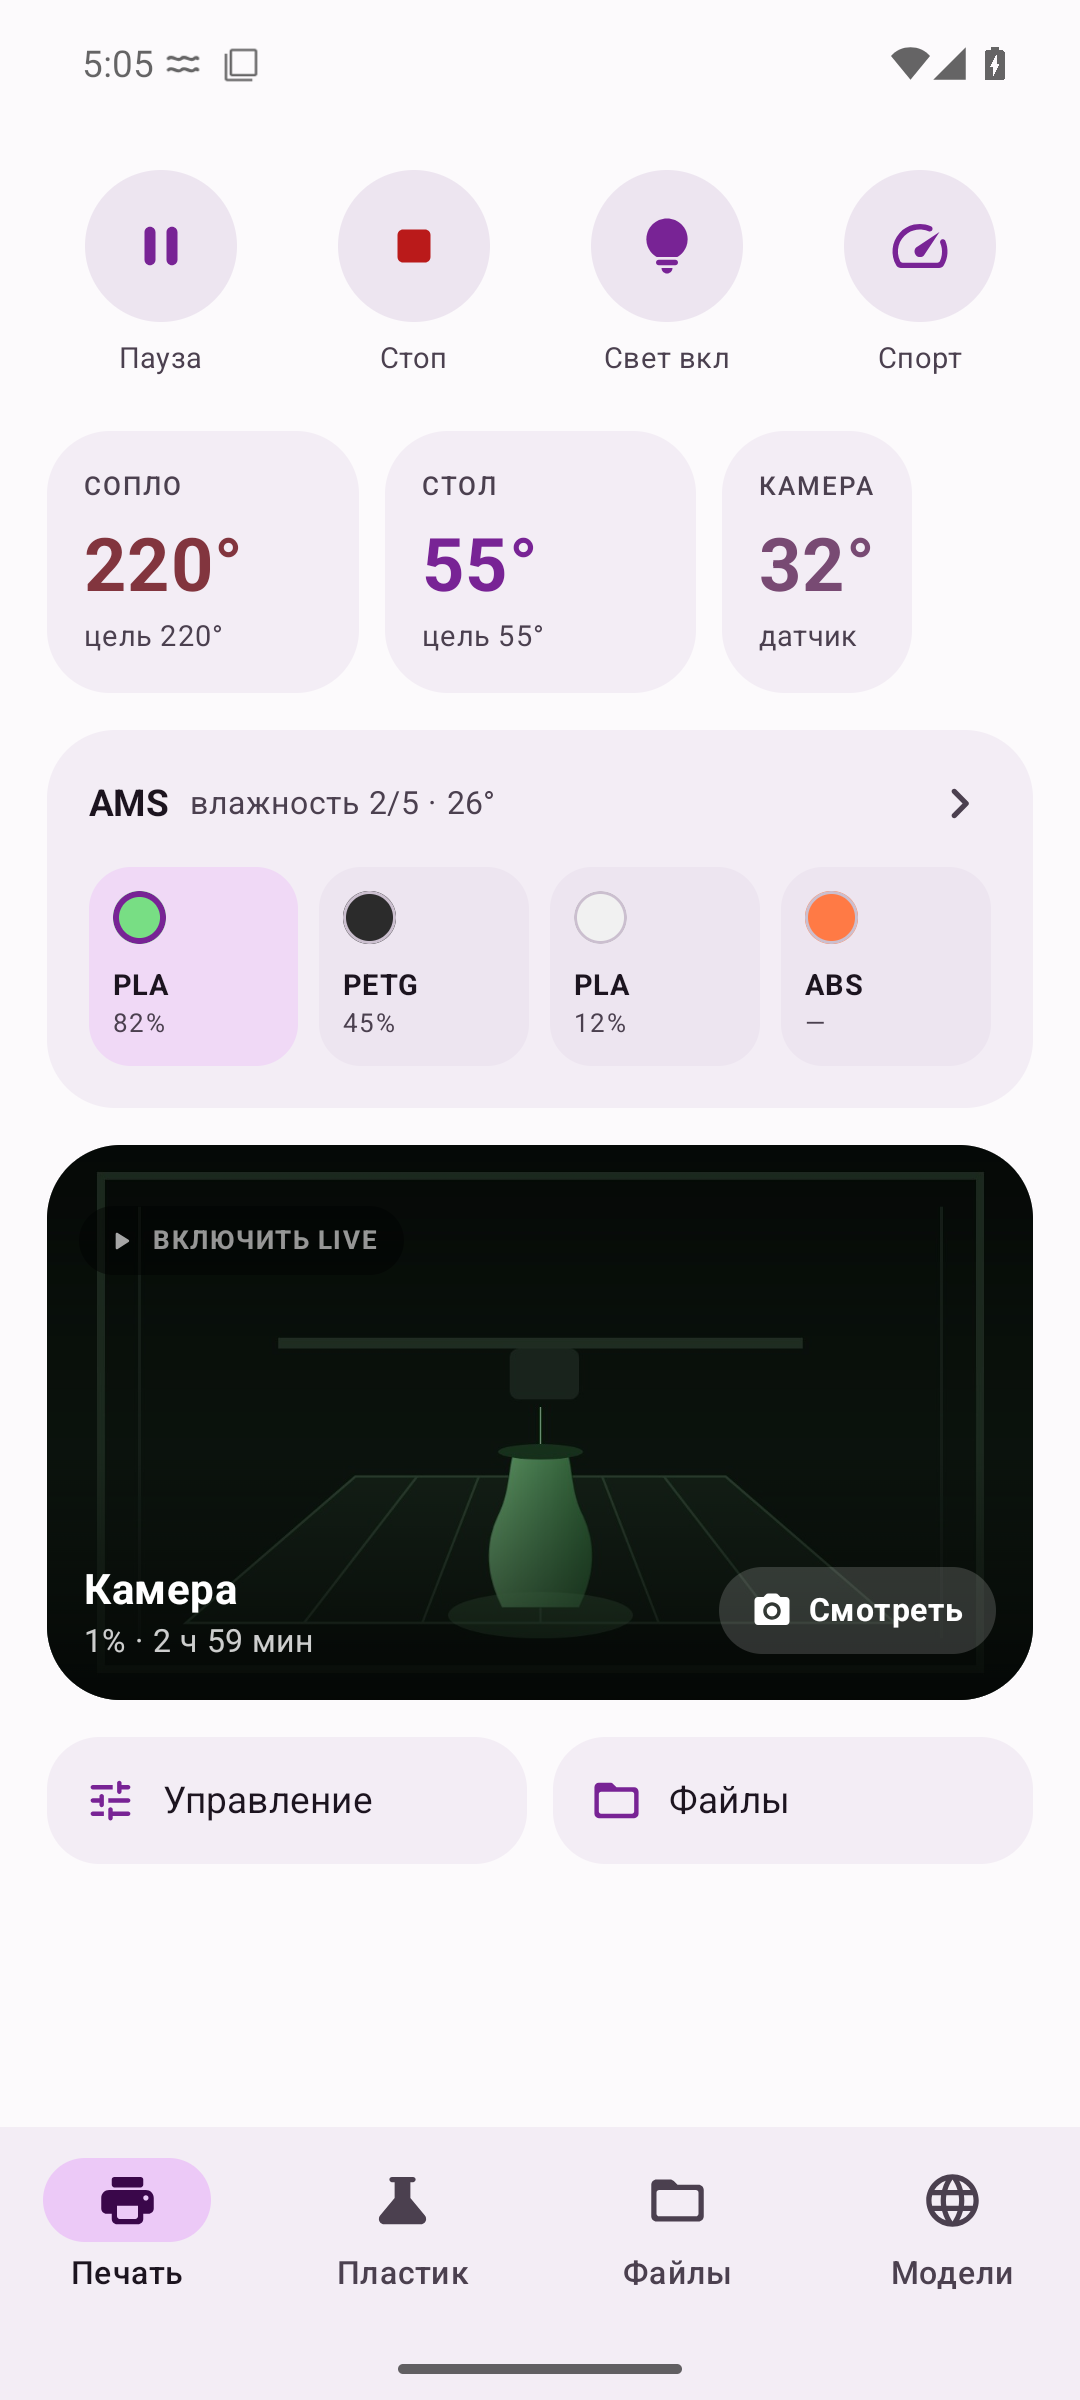 5:05
Пауза
Стоп
Свет вкл
Спорт
СОПЛО
220°
цель 220°
СТОЛ
55°
цель 55°
КАМЕРА
32°
датчик
AMS влажность 2/5 · 26°
PLA
82%
PETG
45%
PLA
12%
ABS
—
ВКЛЮЧИТЬ LIVE
Камера
1% · 2 ч 59 мин
Смотреть
Управление
Файлы
Печать
Пластик
Файлы
Модели